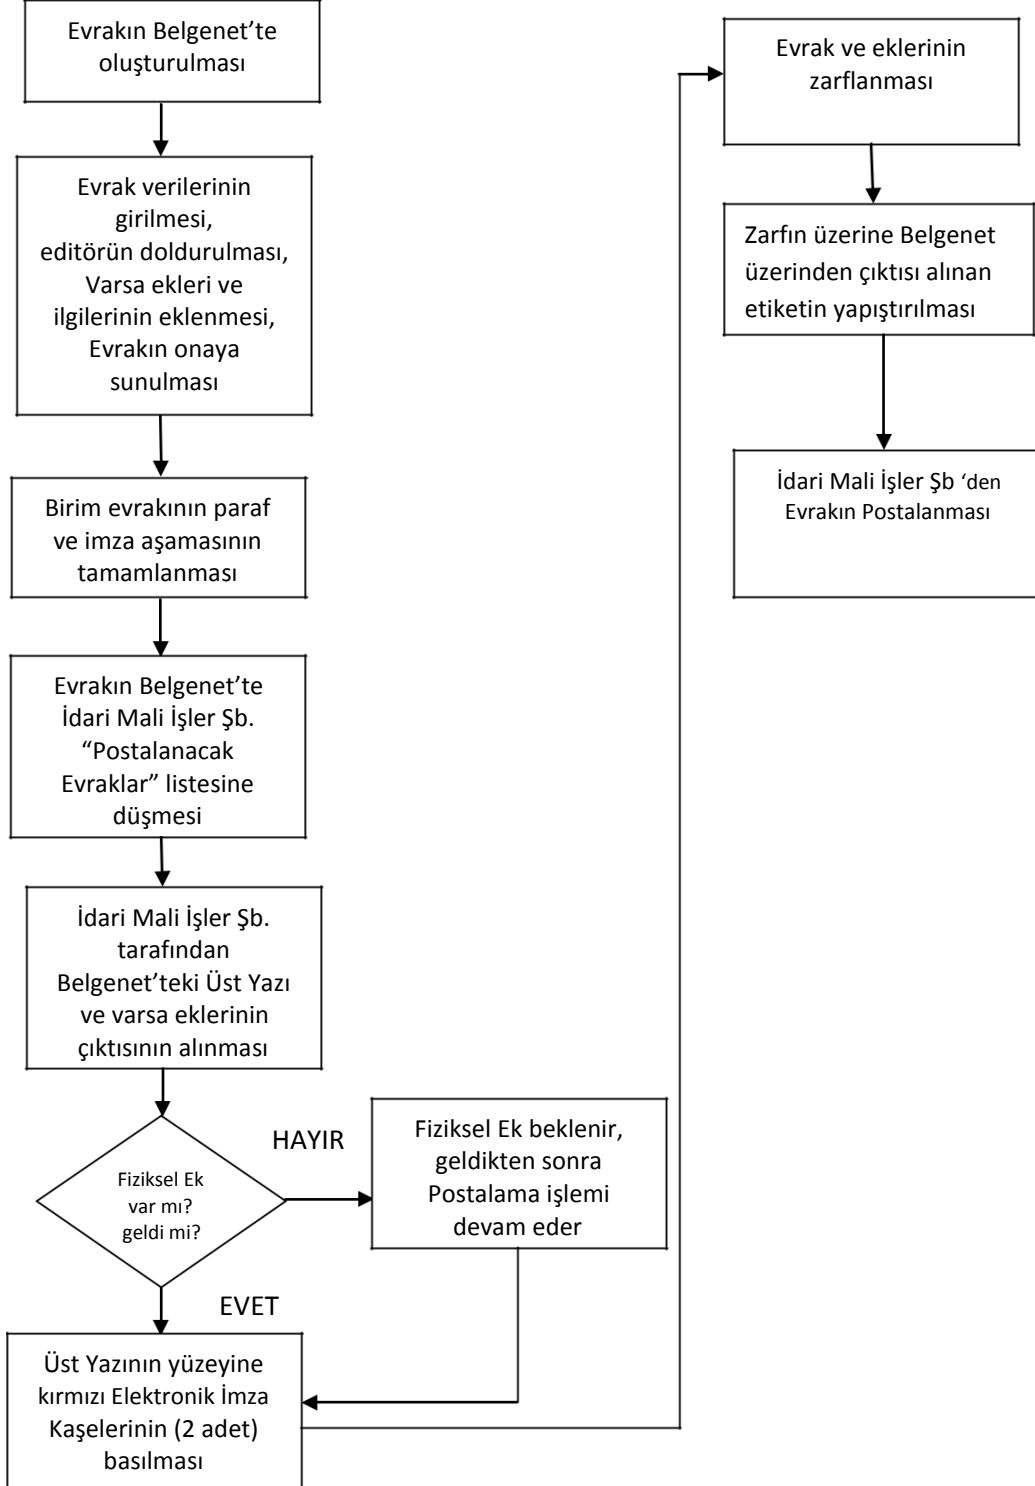 Evrakın Belgenet’te
oluşturulması
Evrak verilerinin
girilmesi,
editörün doldurulması,
Varsa ekleri ve
ilgilerinin eklenmesi,
Evrakın onaya
sunulması
Birim evrakının paraf
ve imza aşamasının
tamamlanması
Evrakın Belgenet’te
İdari Mali İşler Şb.
“Postalanacak
Evraklar” listesine
düşmesi
İdari Mali İşler Şb.
tarafından
Belgenet’teki Üst Yazı
ve varsa eklerinin
çıktısının alınması
Fiziksel Ek
var mı?
geldi mi?
HAYIR
Fiziksel Ek beklenir,
geldikten sonra
Postalama işlemi
devam eder
EVET
Üst Yazının yüzeyine
kırmızı Elektronik İmza
Kaşelerinin (2 adet)
basılması
Evrak ve eklerinin
zarflanması
Zarfın üzerine Belgenet
üzerinden çıktısı alınan
etiketin yapıştırılması
İdari Mali İşler Şb ‘den
Evrakın Postalanması